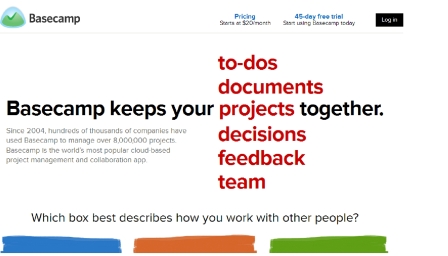 Basecamp
Pricing
Starts at $20/month
45-day free trial
Start using Basecamp today
Log in
to-dos
documents
Basecamp keeps your projects together.
decisions
feedback
team
Since 2004, hundreds of thousands of companies have
used Basecamp to manage over 8,000,000 projects.
Basecamp is the world's most popular cloud-based
project management and collaboration app.
Which box best describes how you work with other people?